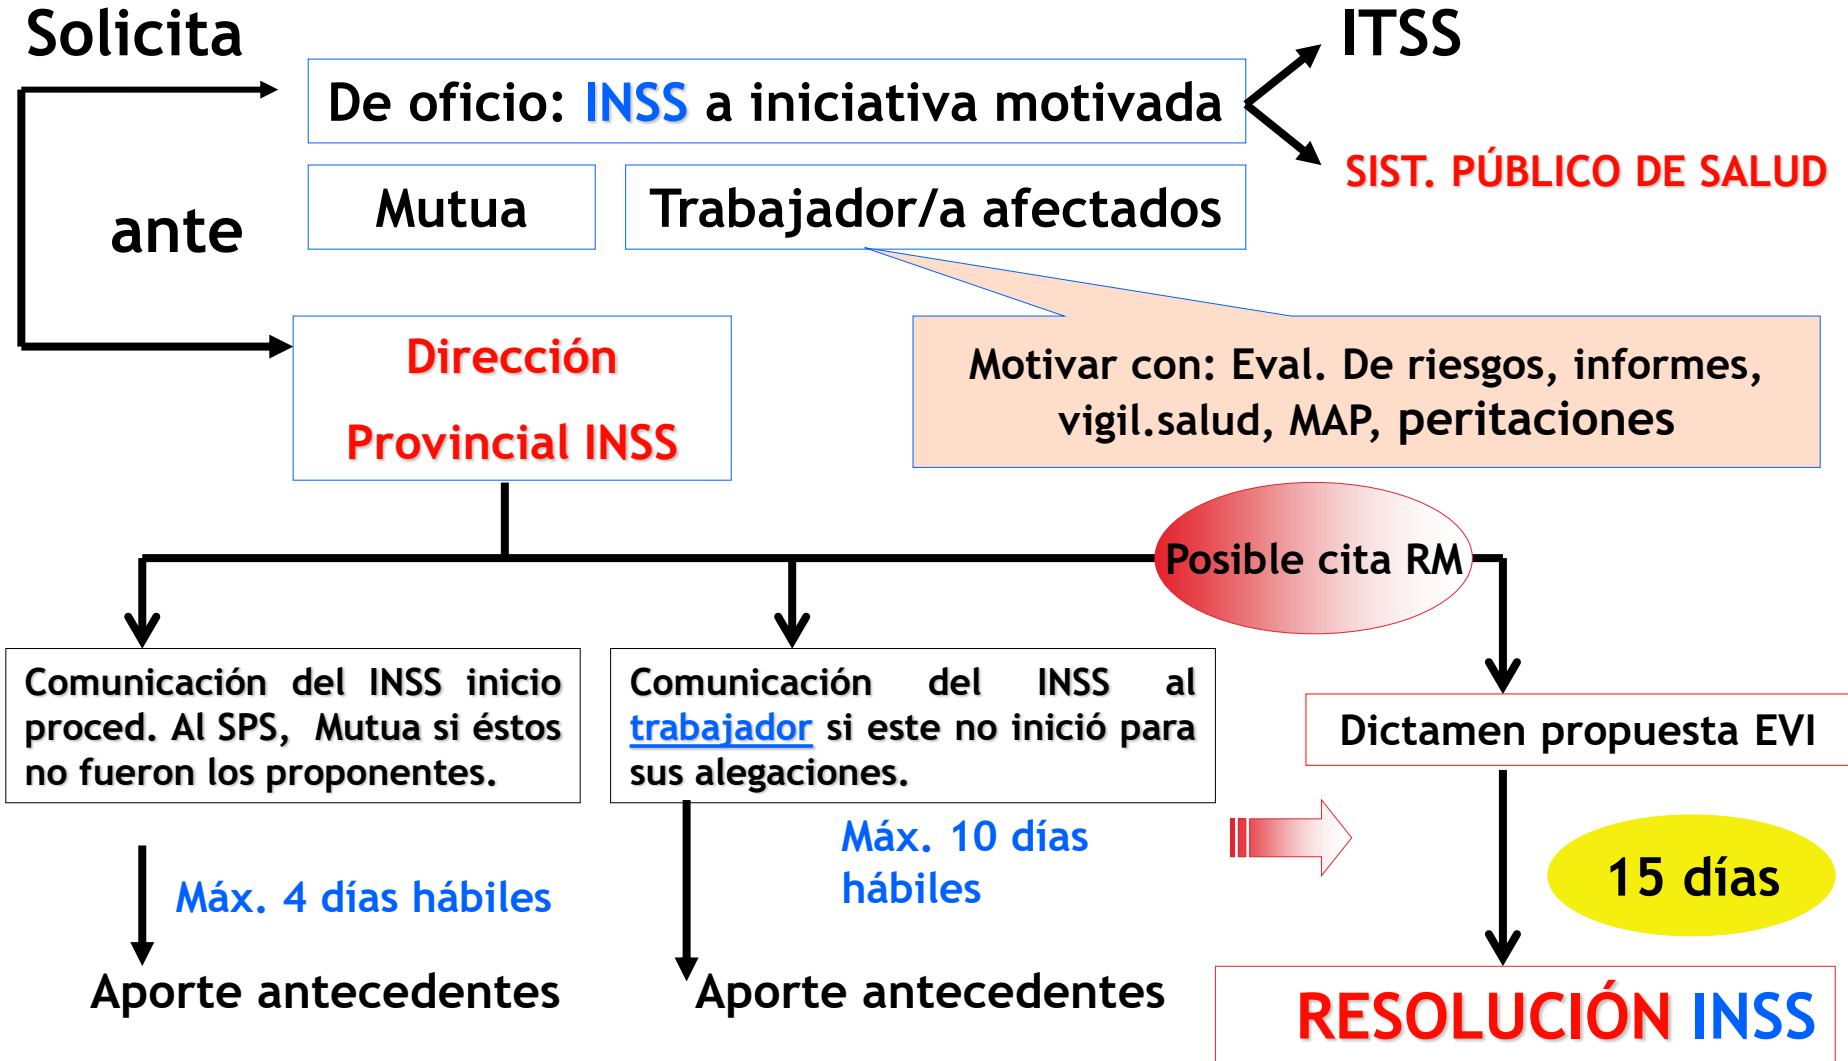 Solicita
ITSS
De oficio: INSS a iniciativa motivada
SIST. PÚBLICO DE SALUD
Mutua
Trabajador/a afectados
ante
Dirección
Provincial INSS
Motivar con: Eval. De riesgos, informes,
vigil.salud, MAP, peritaciones
Posible cita RM
Comunicación del INSS inicio
proced. Al SPS, Mutua si éstos
no fueron los proponentes.
Comunicación del INSS al
trabajador si este no inició para
sus alegaciones.
Dictamen propuesta EVI
Máx. 4 días hábiles
Máx. 10 días
hábiles
15 días
Aporte antecedentes
Aporte antecedentes
RESOLUCIÓN INSS